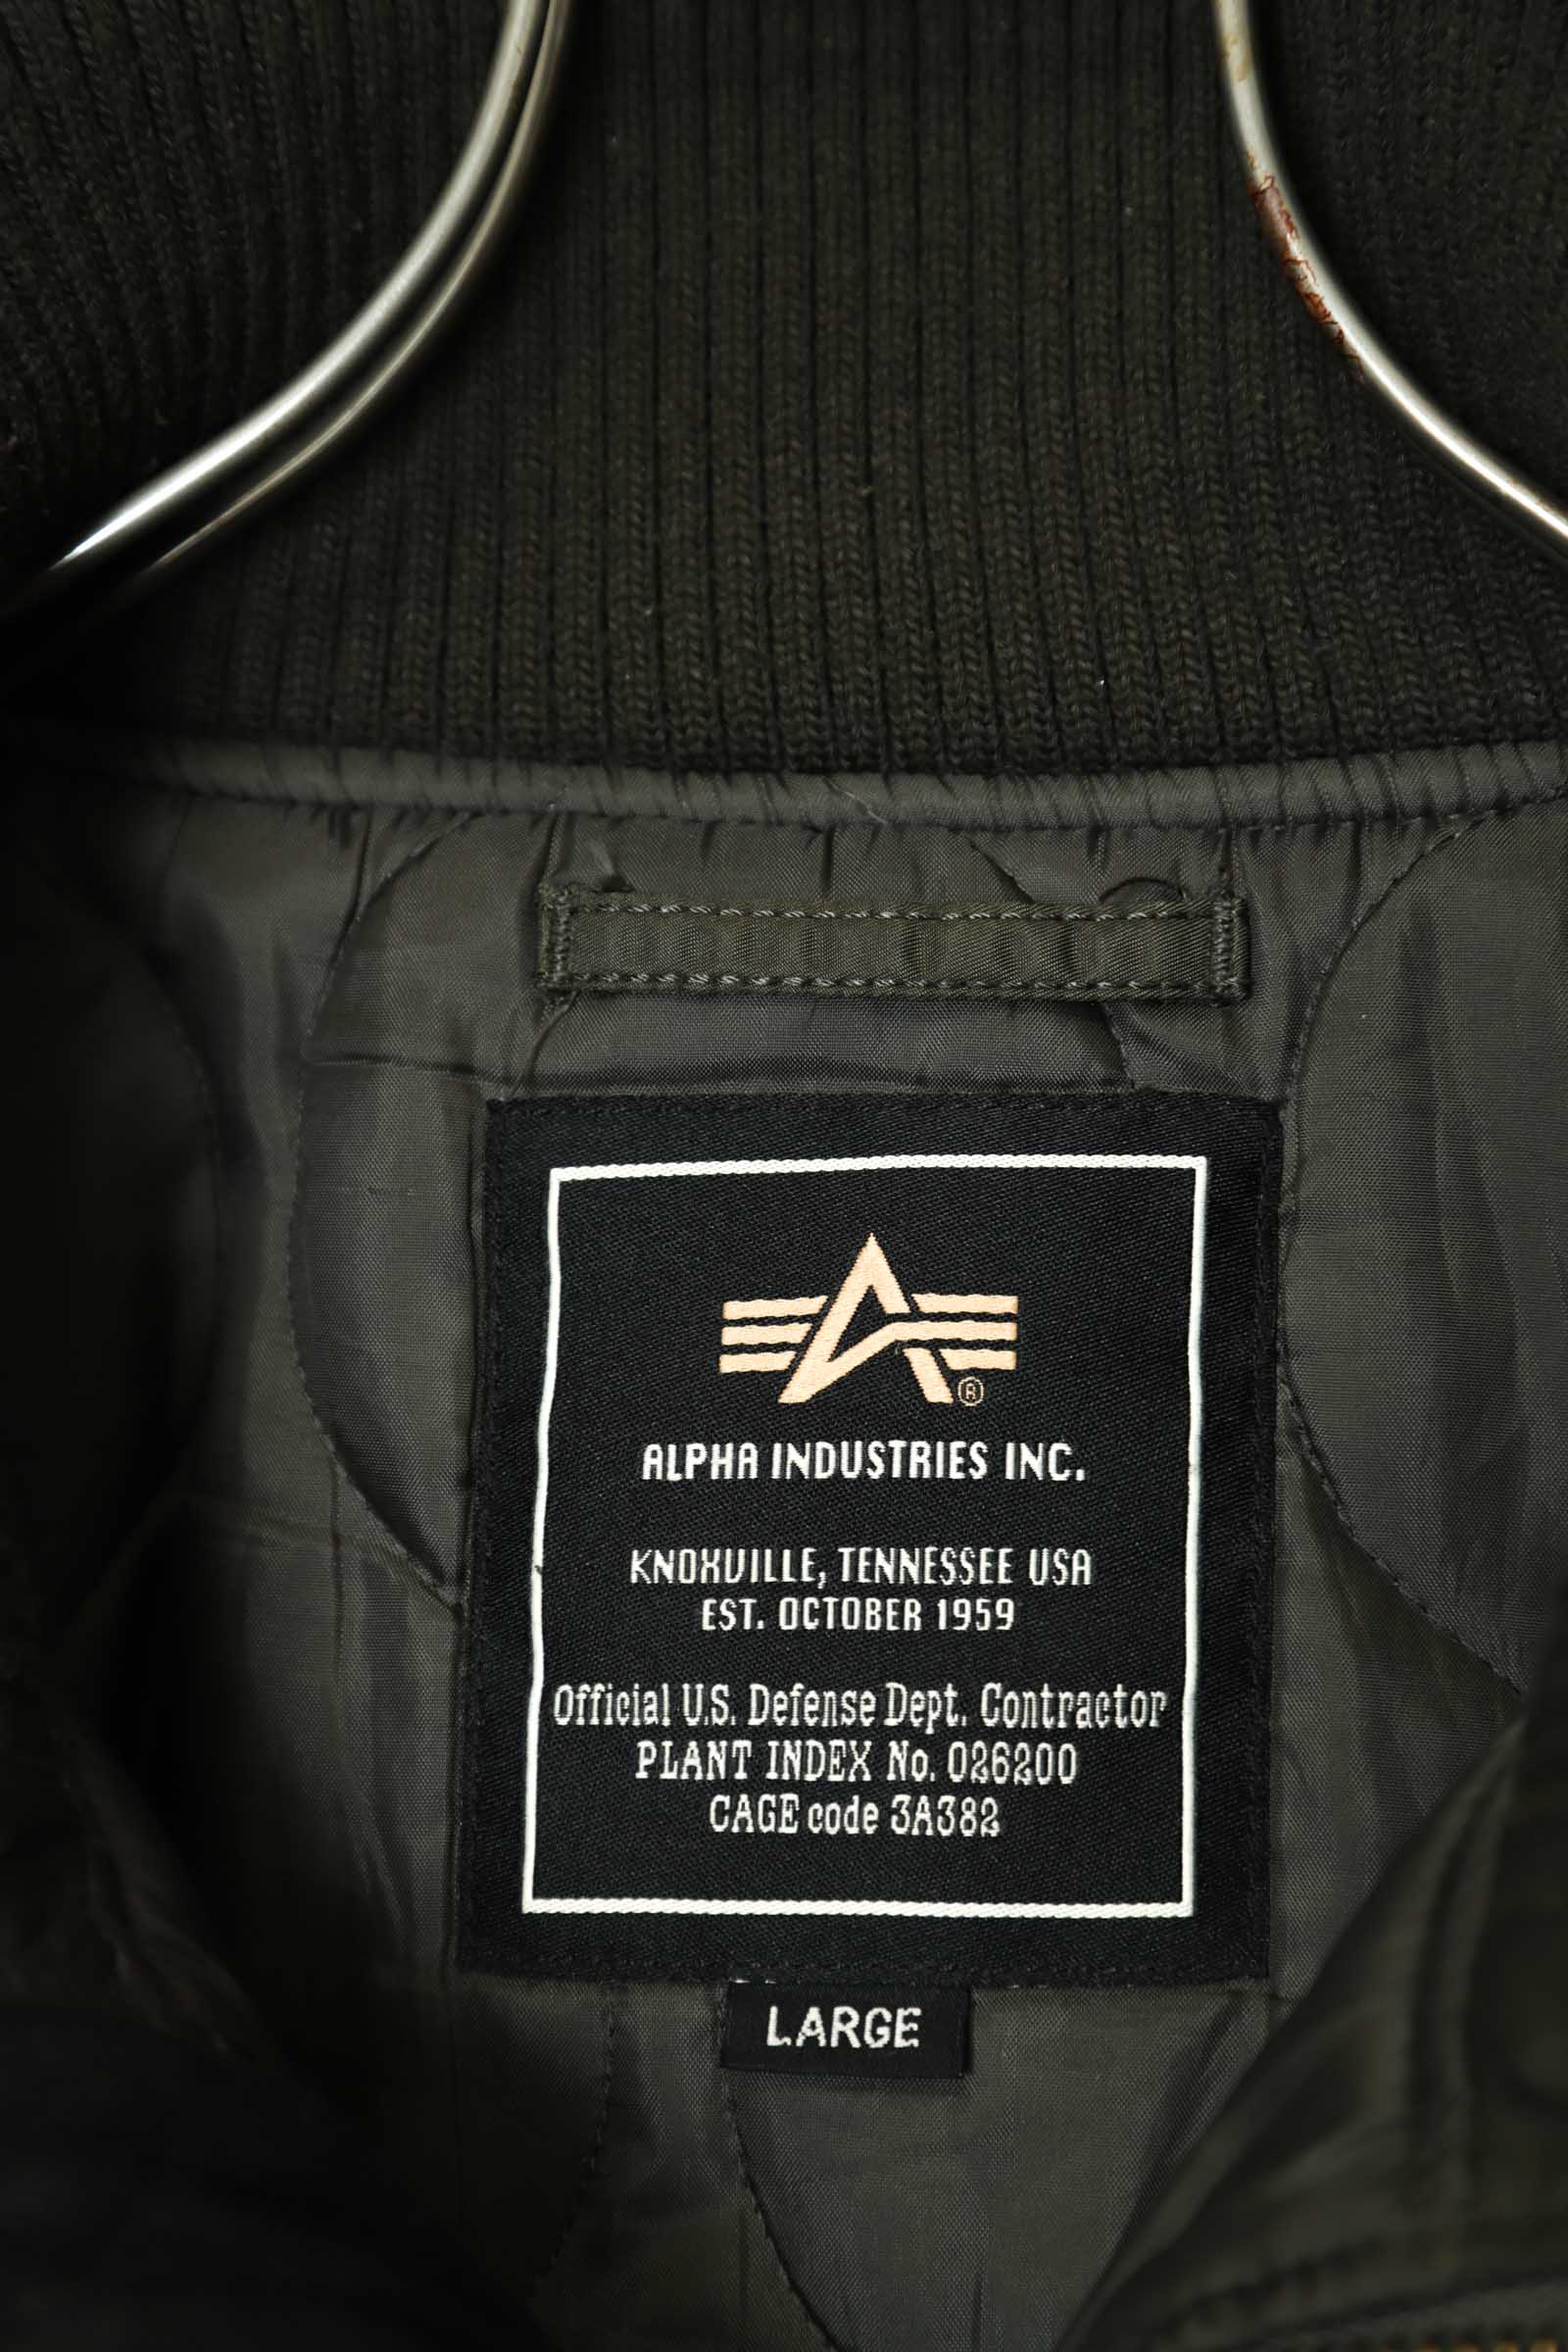 ®
ALPHA INDUSTRIES INC.
KNOXVILLE, TENNESSEE USA
EST. OCTOBER 1959
Official U.S. Defense Dept. Contractor
PLANT INDEX No. 026200
CAGE code 3A382
LARGE